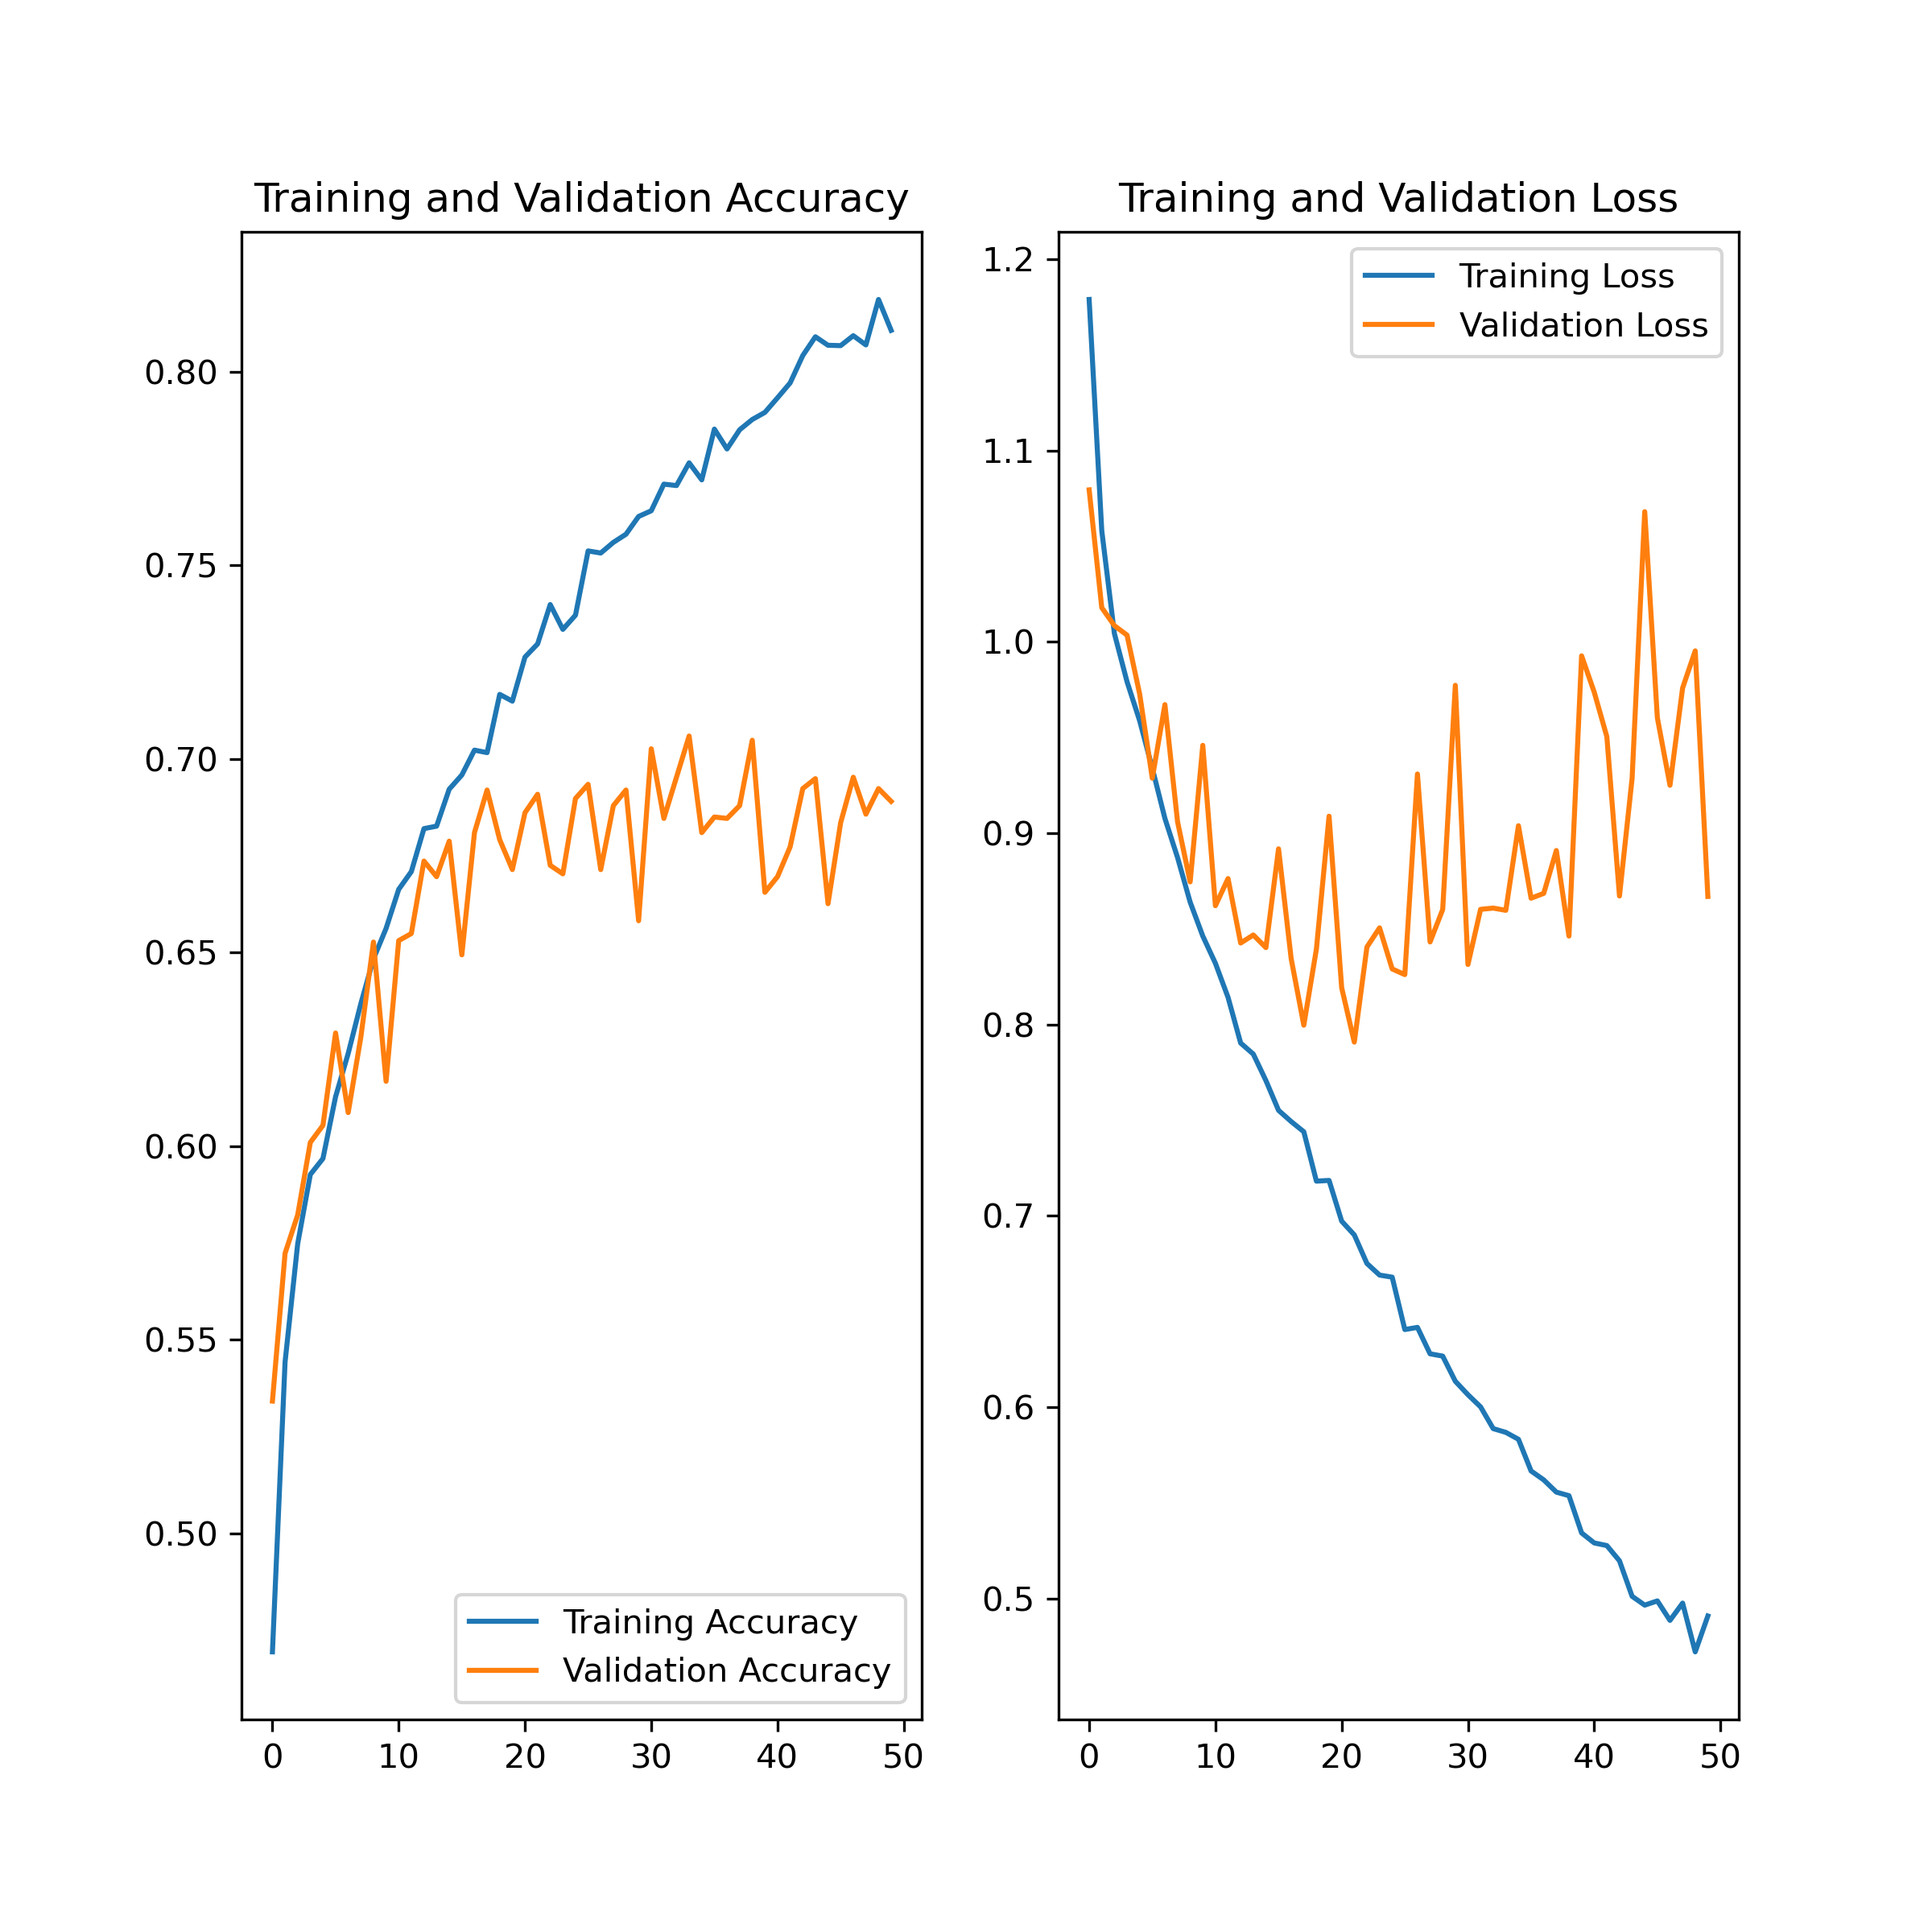 Training and Validation Accuracy
0.80
0.75
0.70
0.65
0.60
0.55
0.50
Training Accuracy
Validation Accuracy
0 10 20 30 40 50
Training and Validation Loss
1.2
1.1
1.0
0.9
0.8
0.7
0.6
0.5
Training Loss
Validation Loss
0 10 20 30 40 50